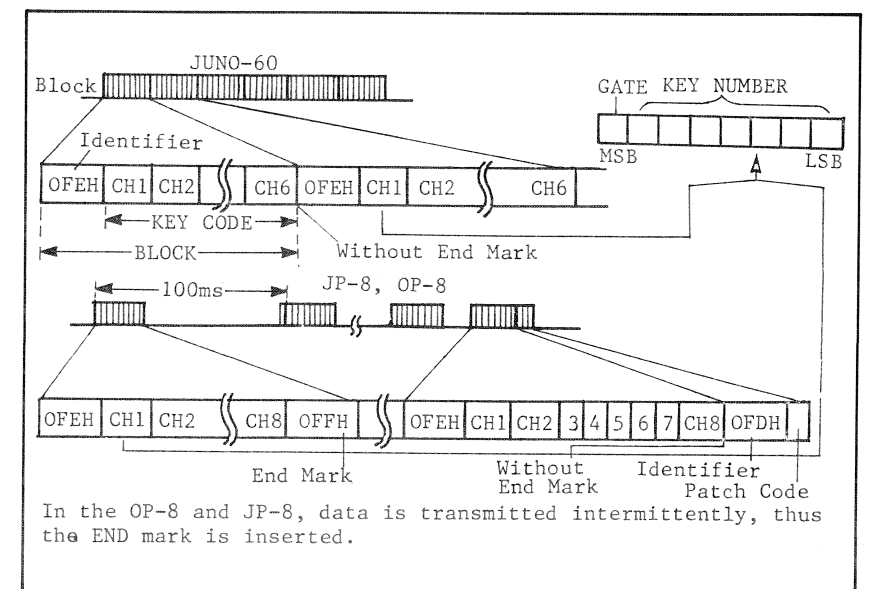 JUNO-60
Block
GATE KEY NUMBER
MSB LSB
Identifier
OFEH CH1 CH2 CH6 OFEH CH1 CH2 CH6
KEY CODE
Without End Mark
BLOCK
100ms
JP-8, OP-8
OFEH CH1 CH2 CH8 OFFH OFEH CH1 CH2 3 4 5 6 7 CH8 OFDH
End Mark
Without
End Mark
Identifier
Patch Code
In the OP-8 and JP-8, data is transmitted intermittently, thus
the END mark is inserted.